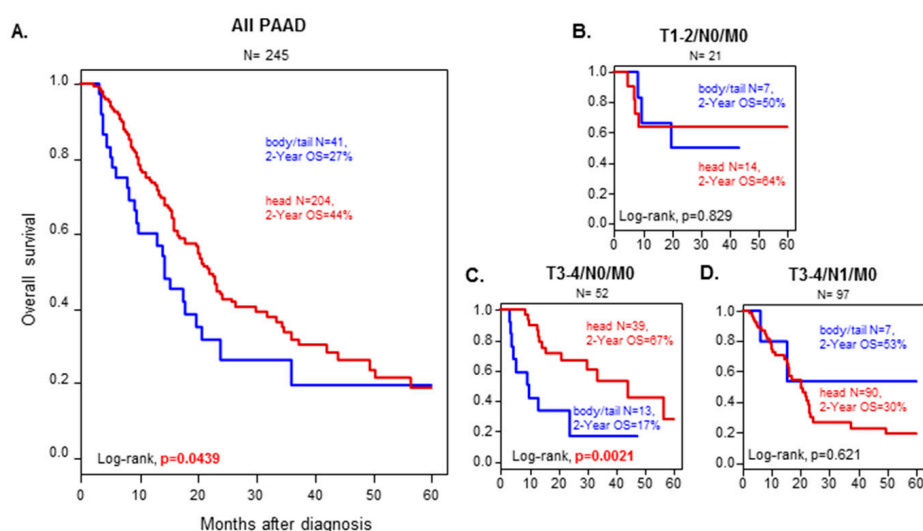 A.
All PAAD
N= 245
1.0
0.8
0.6
0.4
0.2
0.0
Overall survival
body/tail N=41,
2-Year OS=27%
head N=204,
2-Year OS=44%
Log-rank, p=0.0439
0 10 20 30 40 50 60
Months after diagnosis
B.
T1-2/N0/M0
N= 21
1.0
0.8
0.6
0.4
0.2
0.0
body/tail N=7,
2-Year OS=50%
head N=14,
2-Year OS=64%
Log-rank, p=0.829
0 10 20 30 40 50 60
C.
T3-4/N0/M0
N= 52
1.0
0.8
0.6
0.4
0.2
head N=39,
2-Year OS=67%
body/tail N=13,
2-Year OS=17%
Log-rank, p=0.0021
0 10 20 30 40 50 60
D.
T3-4/N1/M0
N= 97
1.0
0.8
0.6
0.4
0.2
0.0
body/tail N=7,
2-Year OS=53%
head N=90,
2-Year OS=30%
Log-rank, p=0.621
0 10 20 30 40 50 60